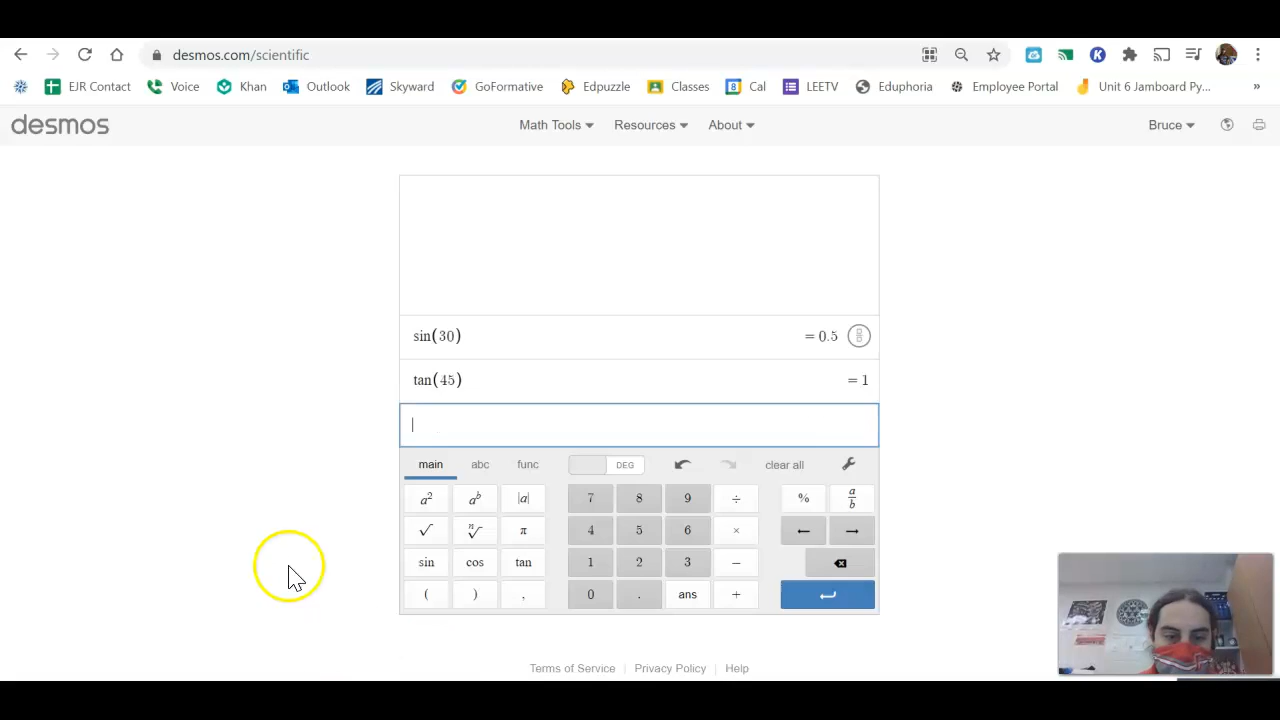 desmos.com/scientific
EJR Contact Voice Khan Outlook Skyward GoFormative Edpuzzle Classes 8 Cal LEETV Eduphoria Employee Portal Unit 6 Jamboard Py... »
desmos Math Tools Resources About Bruce
sin(30) = 0.5
tan(45) = 1
main abc func DEG clear all
a² aᵇ |a| 7 8 9 ÷ % a/b
√ ⁿ√ π 4 5 6 × ← →
sin cos tan 1 2 3 −
( ) , 0 . ans +
Terms of Service | Privacy Policy | Help